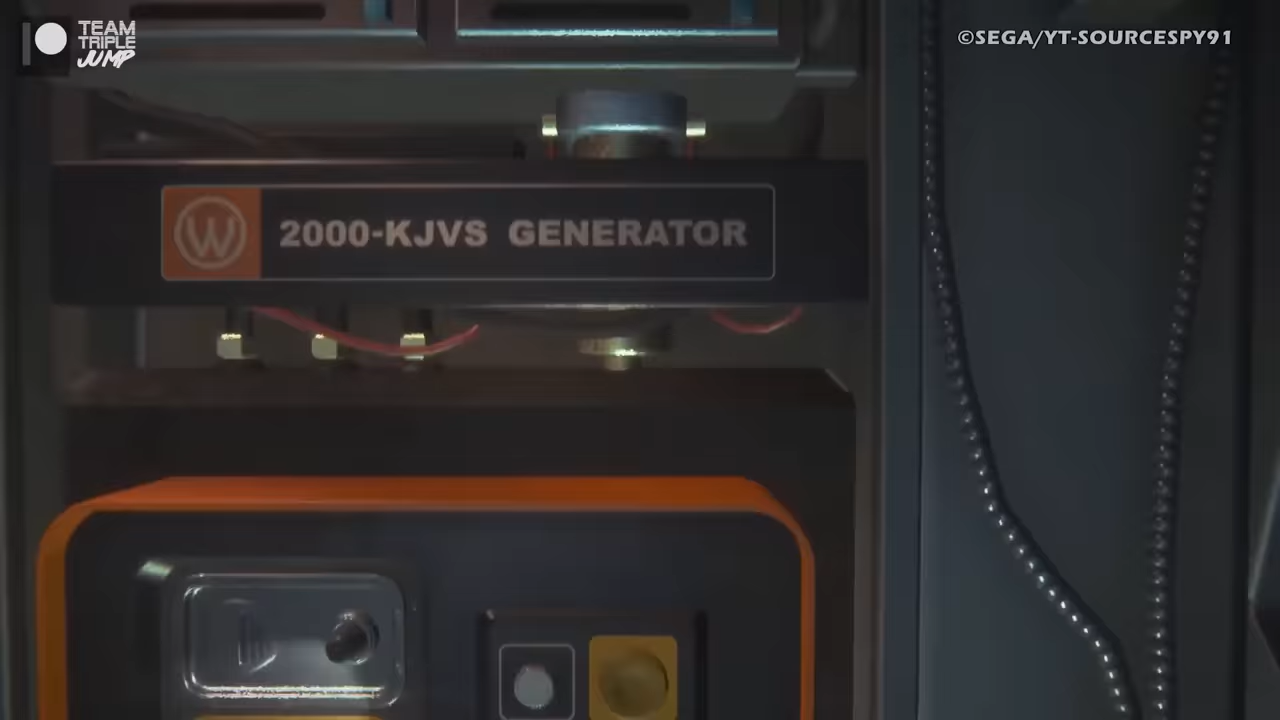 TEAM
TRIPLE
JUMP
©SEGA/YT-SOURCESPY91
W
2000-KJVS GENERATOR